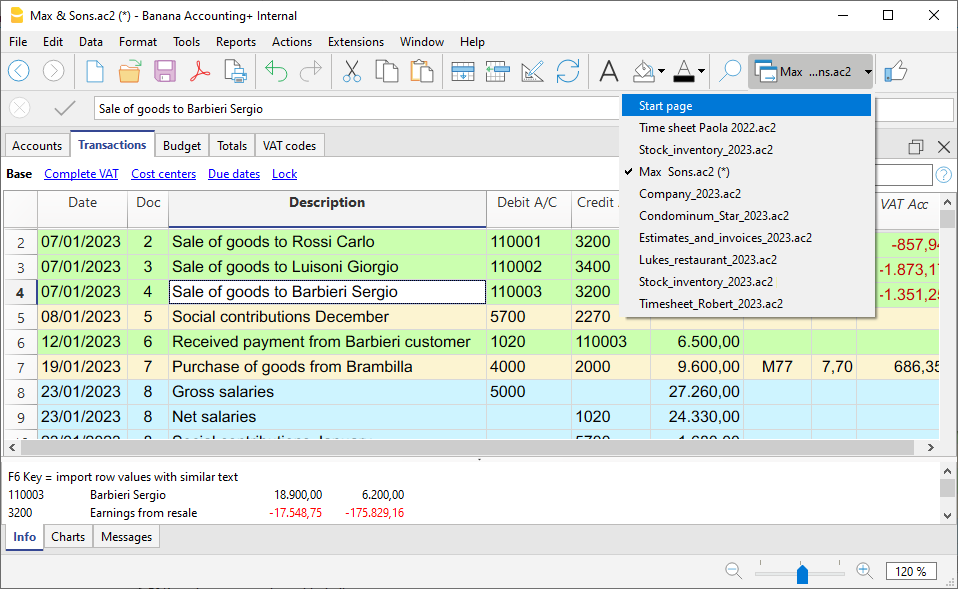 Max & Sons.ac2 (*) - Banana Accounting+ Internal
File Edit Data Format Tools Reports Actions Extensions Window Help
Max ...ns.ac2
Sale of goods to Barbieri Sergio
Start page
Time sheet Paola 2022.ac2
Stock_inventory_2023.ac2
Max Sons.ac2 (*)
Company_2023.ac2
Condominum_Star_2023.ac2
Estimates_and_invoices_2023.ac2
Lukes_restaurant_2023.ac2
Stock_inventory_2023.ac2
Timesheet_Robert_2023.ac2
Accounts Transactions Budget Totals VAT codes
Base Complete VAT Cost centers Due dates Lock
Date Doc Description Debit A/C Credit VAT Acc
2 07/01/2023 2 Sale of goods to Rossi Carlo 110001 3200 -857,94
3 07/01/2023 3 Sale of goods to Luisoni Giorgio 110002 3400 -1.873,17
4 07/01/2023 4 Sale of goods to Barbieri Sergio 110003 3200 -1.351,25
5 08/01/2023 5 Social contributions December 5700 2270
6 12/01/2023 6 Received payment from Barbieri customer 1020 110003 6.500,00
7 19/01/2023 7 Purchase of goods from Brambilla 4000 2000 9.600,00 M77 7,70 686,35
8 23/01/2023 8 Gross salaries 5000 27.260,00
9 23/01/2023 8 Net salaries 1020 24.330,00
F6 Key = import row values with similar text
110003 Barbieri Sergio 18.900,00 6.200,00
3200 Earnings from resale -17.548,75 -175.829,16
Info Charts Messages
120 %